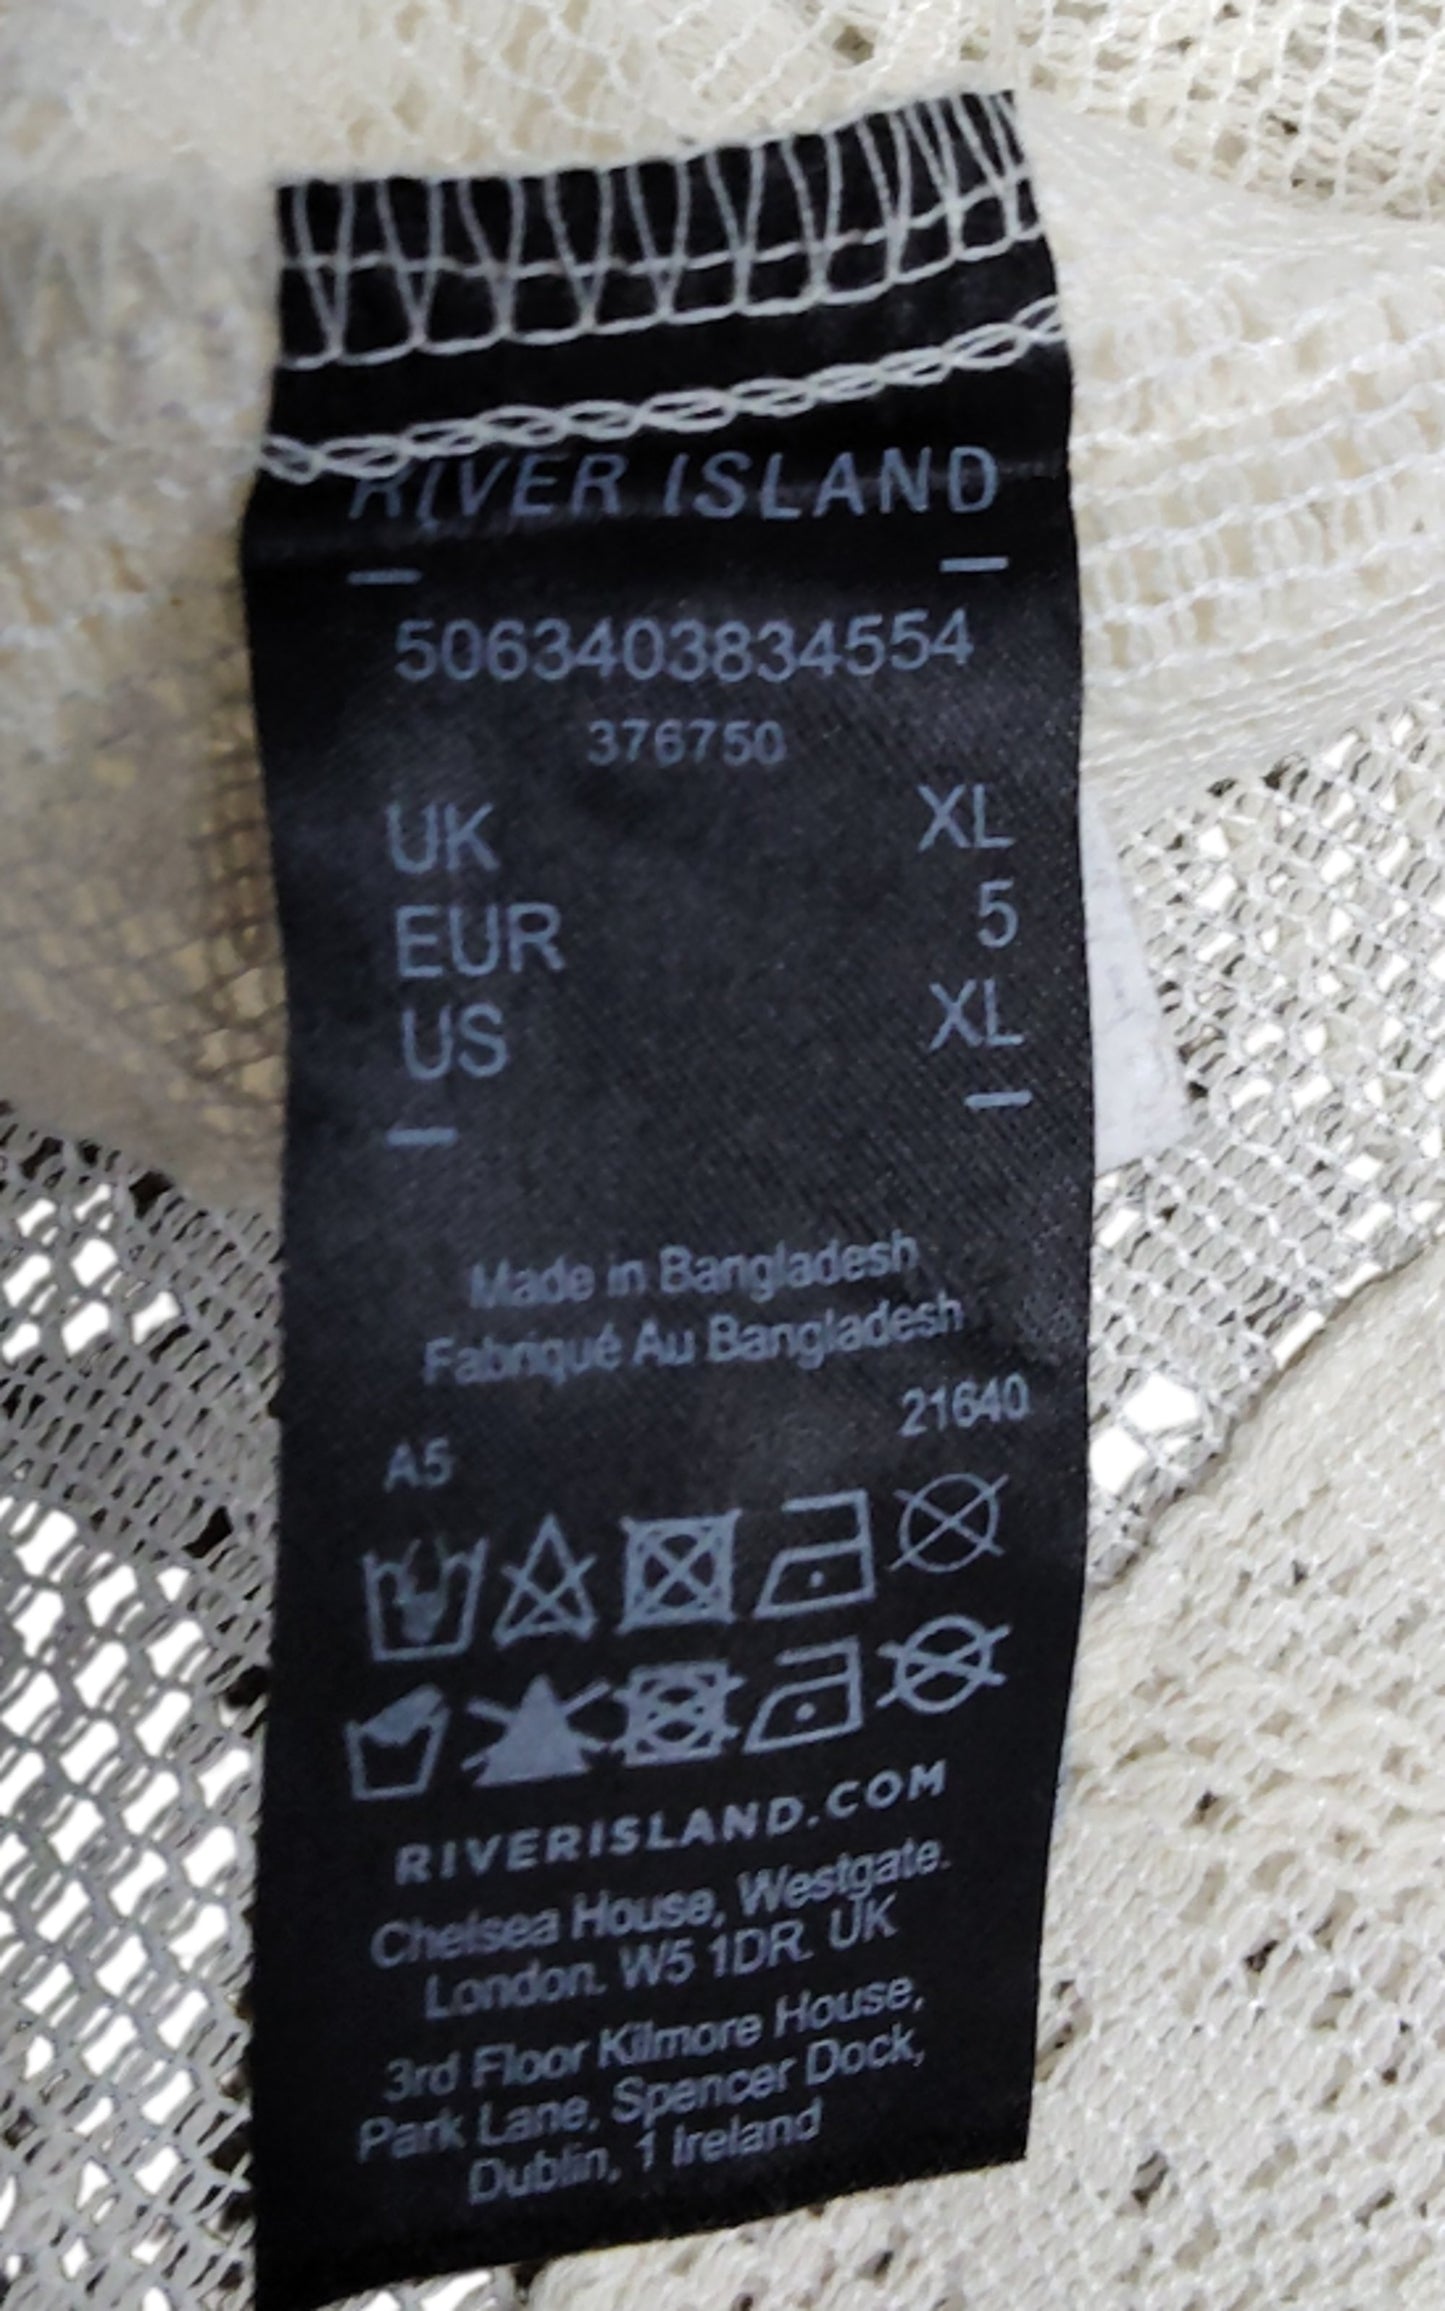 RIVER ISLAND
5063403834554
376750
UK XL
EUR 5
US XL
Made in Bangladesh
Fabriqué Au Bangladesh
21640
A5
RIVERISLAND.COM
Chelsea House, Westgate.
London. W5 1DR. UK
3rd Floor Kilmore House,
Park Lane, Spencer Dock,
Dublin, 1 Ireland